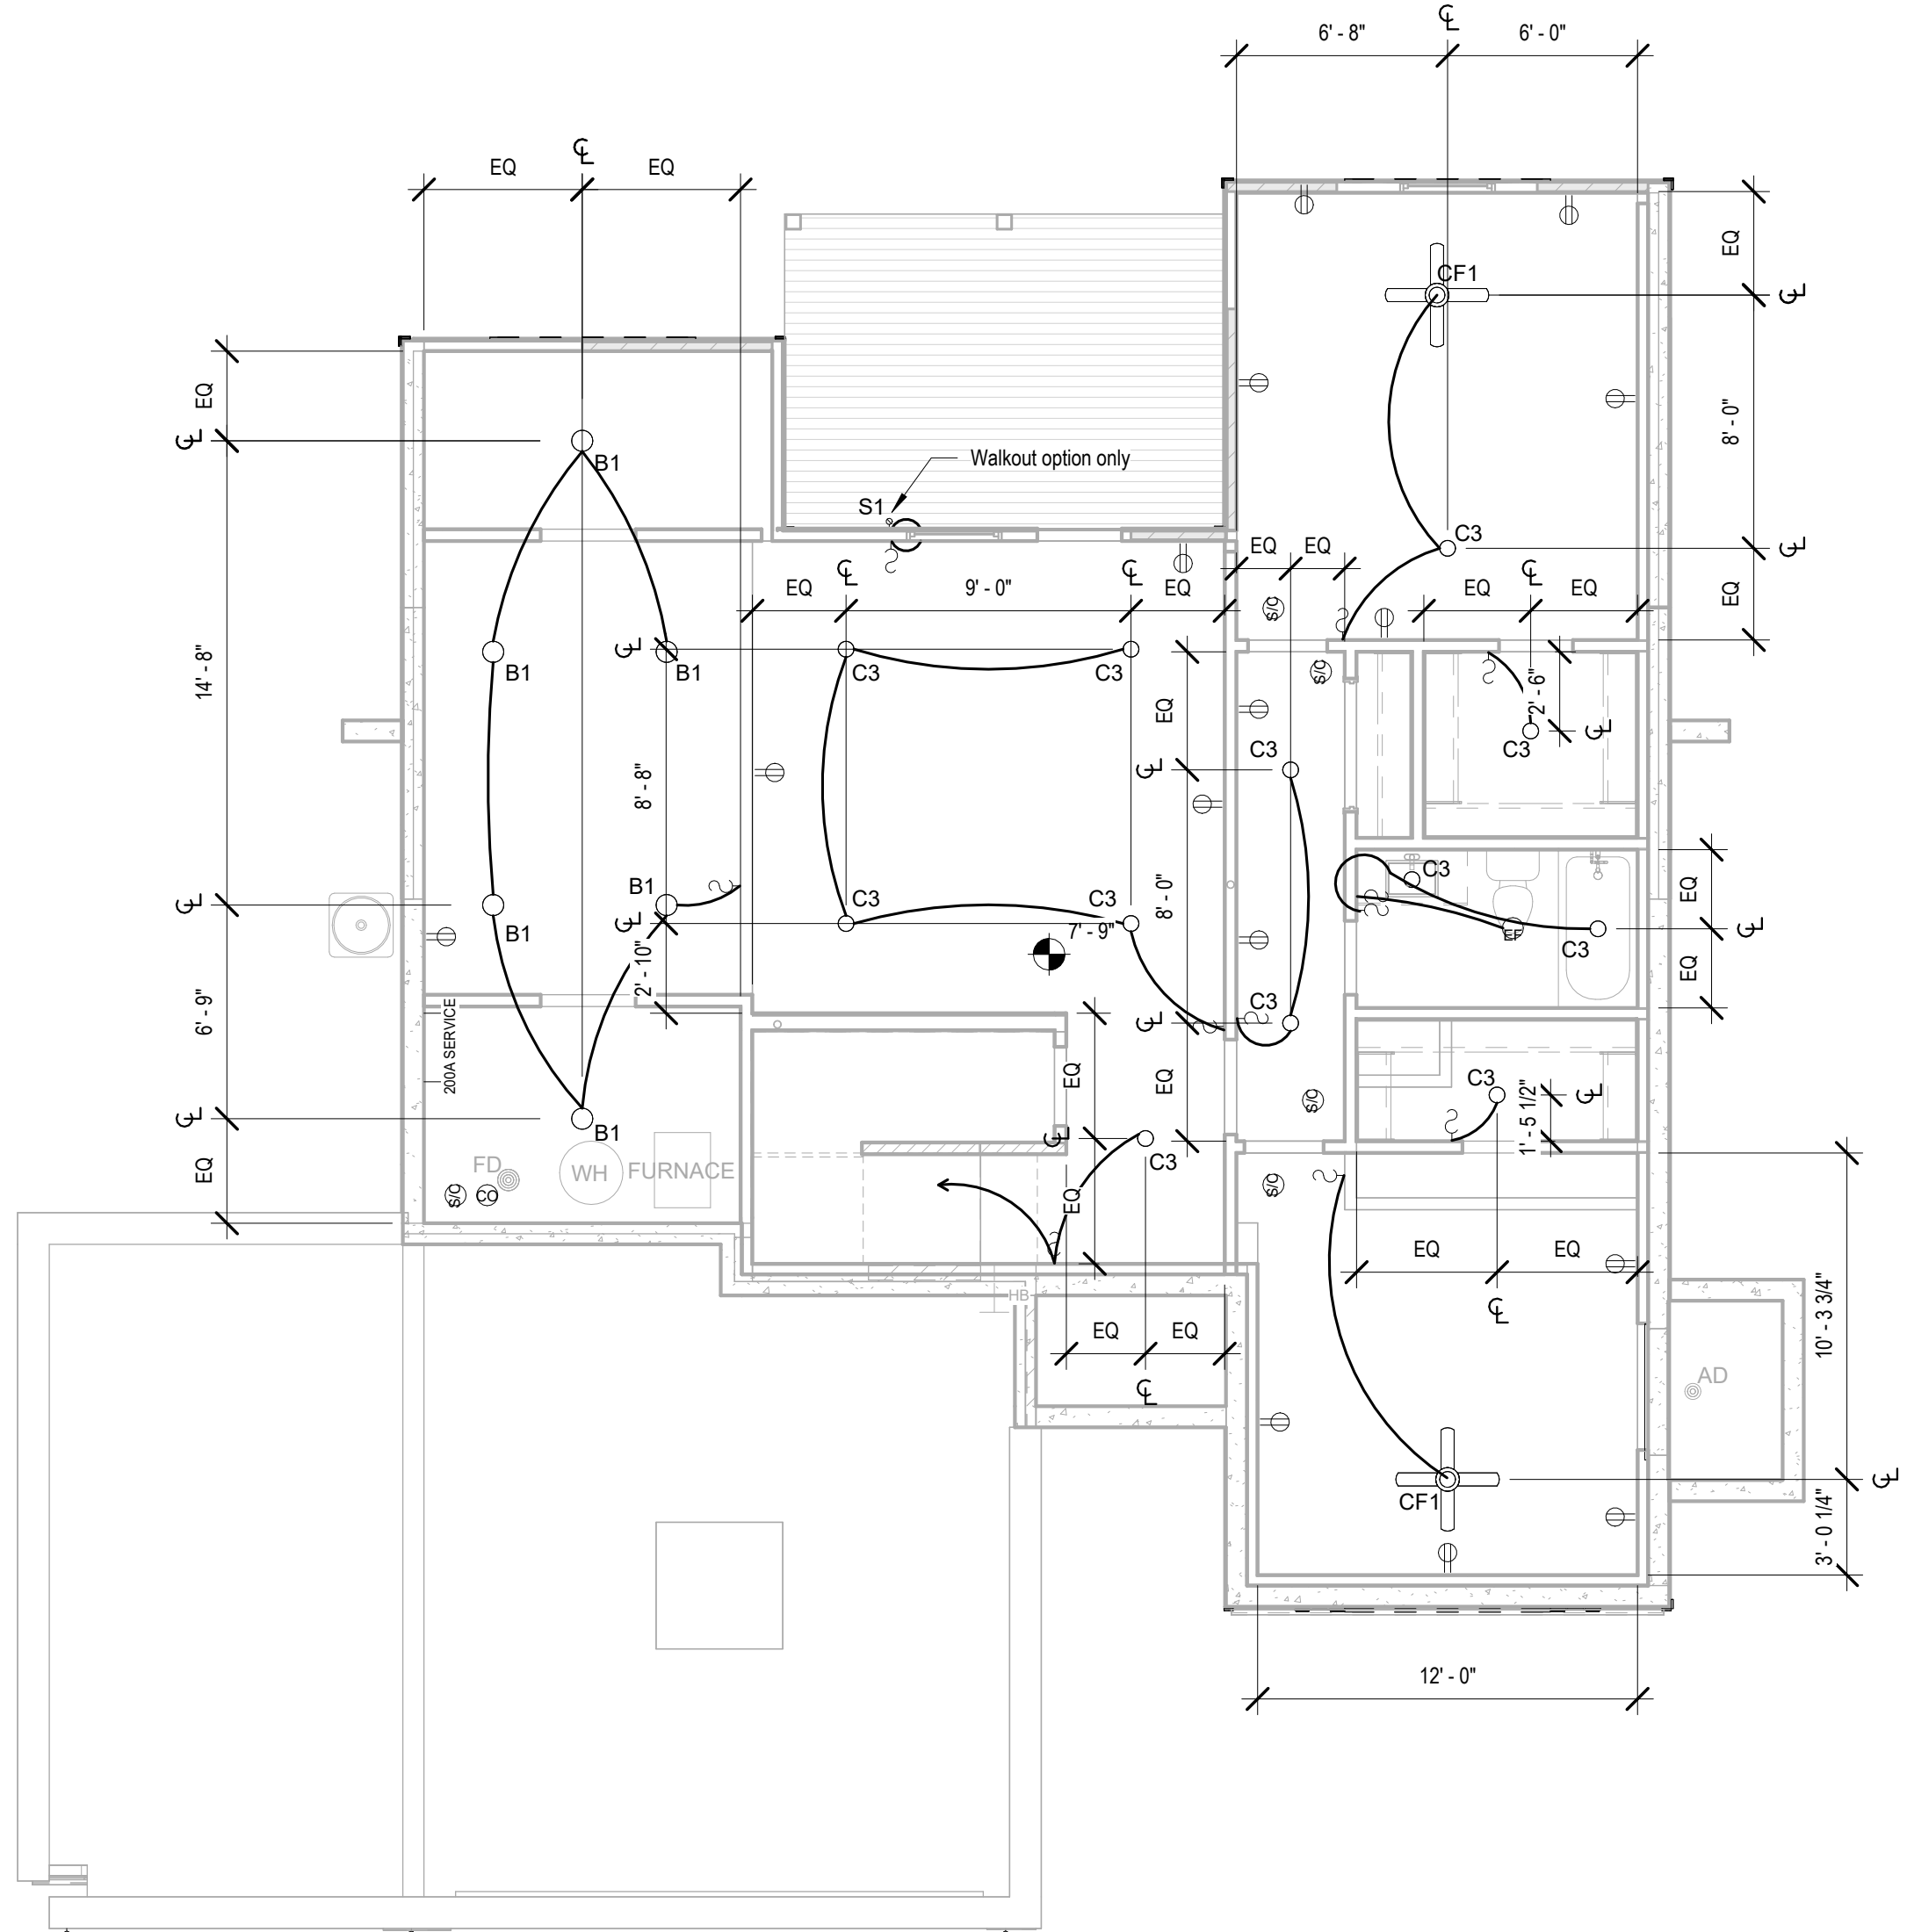 6' - 8"
6' - 0"
EQ
EQ
EQ
CF1
EQ
8' - 0"
B1
Walkout option only
S1
C3
EQ
EQ
EQ
9' - 0"
EQ
EQ
EQ
EQ
S/C
14' - 8"
B1
B1
C3
C3
S/C
2' - 6"
EQ
C3
C3
8' - 8"
B1
B1
C3
C3
8' - 0"
7' - 9"
C3
EF
C3
EQ
EQ
2' - 10"
6' - 9"
200A SERVICE
C3
EQ
EQ
C3
1' - 5 1/2"
S/C
B1
C3
EQ
FD
WH
FURNACE
S/C
CO
EQ
S/C
EQ
EQ
HB
EQ
EQ
10' - 3 3/4"
AD
CF1
3' - 0 1/4"
12' - 0"